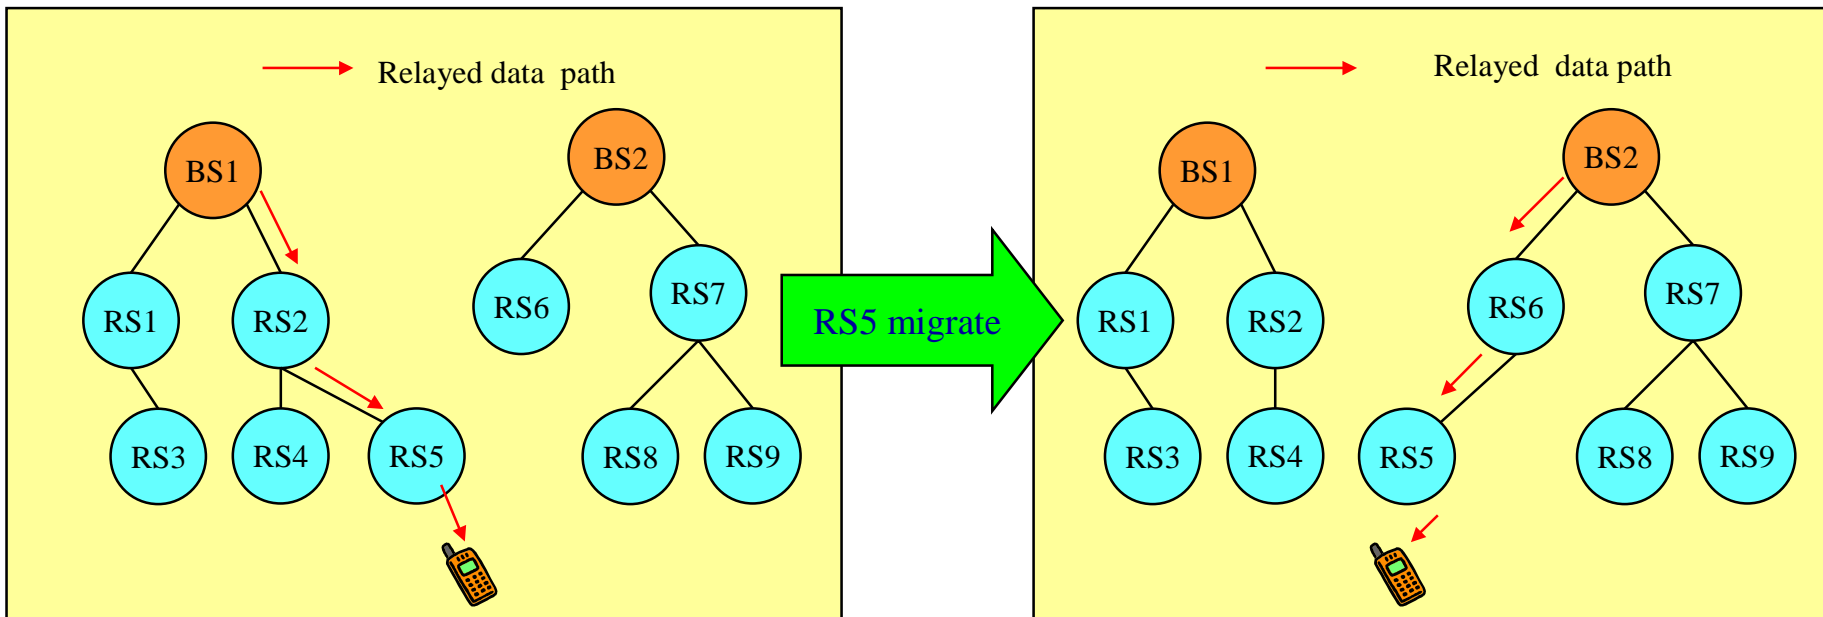 Relayed data path
BS1
BS2
RS1
RS2
RS6
RS7
RS3
RS4
RS5
RS8
RS9
RS5 migrate
Relayed data path
BS1
BS2
RS1
RS2
RS6
RS7
RS3
RS4
RS5
RS8
RS9